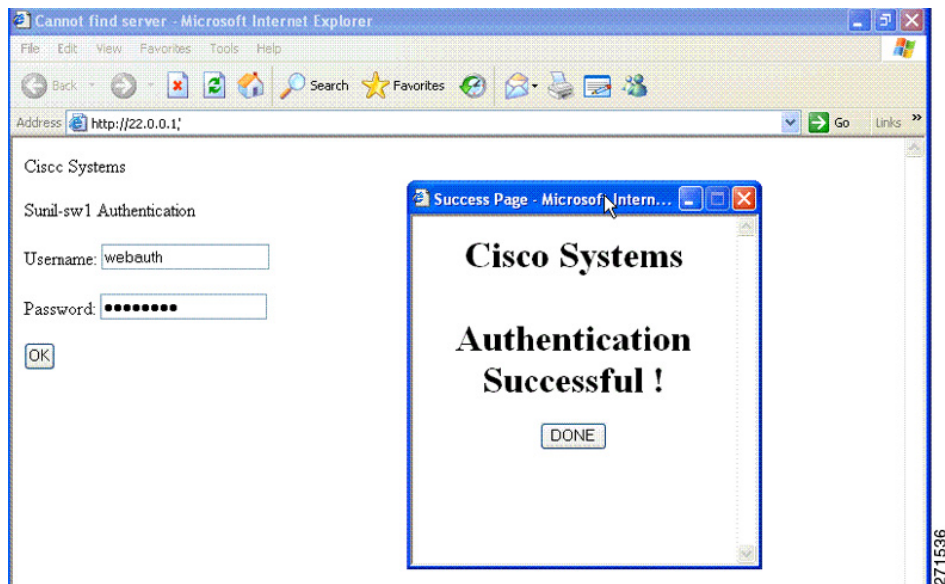 Cannot find server - Microsoft Internet Explorer
File Edit View Favorites Tools Help
Back Search Favorites
Address http://22.0.0.1/ Go Links »
Cisco Systems
Sunil-sw1 Authentication
Username: webauth
Password: ••••••••
OK
Success Page - Microsoft Intern...
Cisco Systems
Authentication
Successful !
DONE
271536